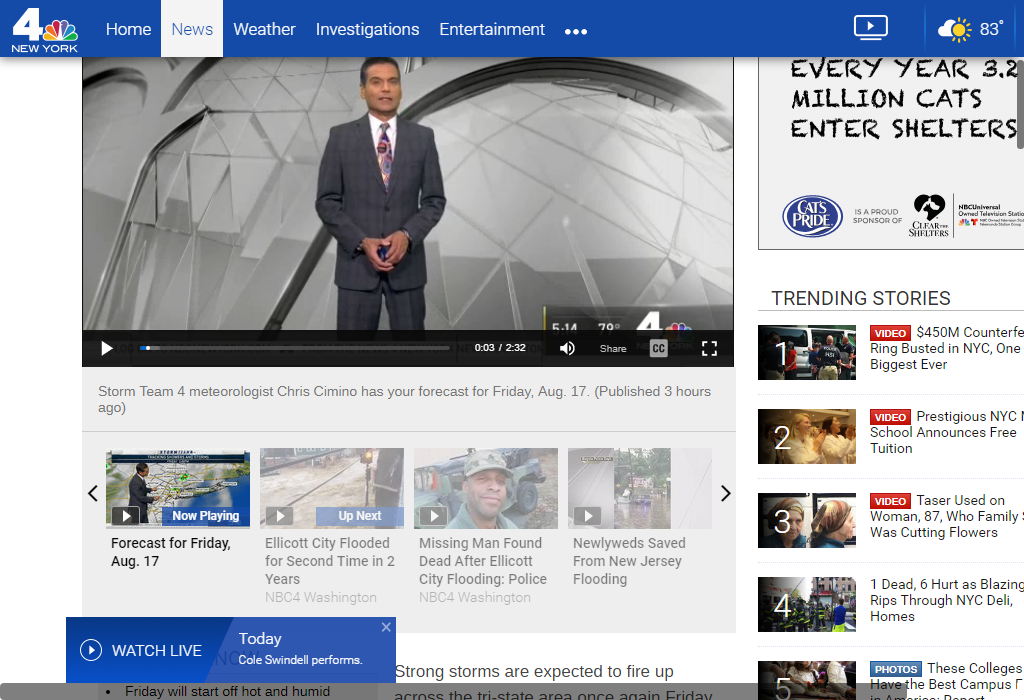 4
NEW YORK
Home
News
Weather
Investigations
Entertainment
83°
EVERY YEAR 3.2
MILLION CATS
ENTER SHELTERS
CAT'S
PRIDE
IS A PROUD
SPONSOR OF
CLEAR THE
SHELTERS
NBCUniversal
Owned Television Statio
5:14 79° 4
0:03 / 2:32
Share
CC
Storm Team 4 meteorologist Chris Cimino has your forecast for Friday, Aug. 17. (Published 3 hours
ago)
Now Playing
Forecast for Friday,
Aug. 17
Up Next
Ellicott City Flooded
for Second Time in 2
Years
NBC4 Washington
Missing Man Found
Dead After Ellicott
City Flooding: Police
NBC4 Washington
Newlyweds Saved
From New Jersey
Flooding
TRENDING STORIES
1
VIDEO $450M Counterfe
Ring Busted in NYC, One
Biggest Ever
2
VIDEO Prestigious NYC
School Announces Free
Tuition
3
VIDEO Taser Used on
Woman, 87, Who Family S
Was Cutting Flowers
4
1 Dead, 6 Hurt as Blazing
Rips Through NYC Deli,
Homes
5
PHOTOS These Colleges
Have the Best Campus
in America: Report
WATCH LIVE
Today
Cole Swindell performs.
NOW
• Friday will start off hot and humid
Strong storms are expected to fire up
across the tri-state area once again Friday